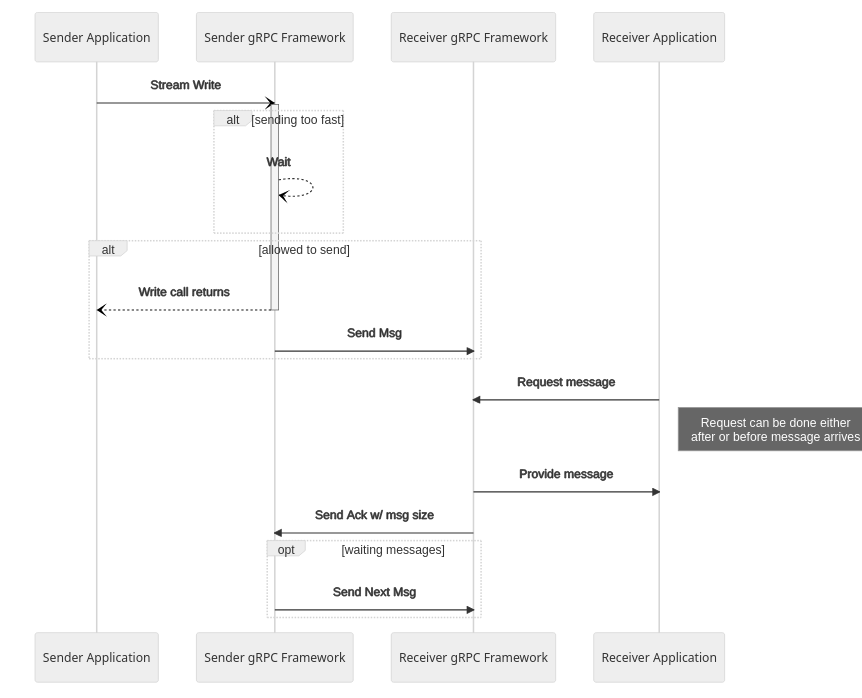 Sender Application
Sender gRPC Framework
Receiver gRPC Framework
Receiver Application
Stream Write
alt [sending too fast]
Wait
alt [allowed to send]
Write call returns
Send Msg
Request message
Request can be done either
after or before message arrives
Provide message
Send Ack w/ msg size
opt [waiting messages]
Send Next Msg
Sender Application
Sender gRPC Framework
Receiver gRPC Framework
Receiver Application